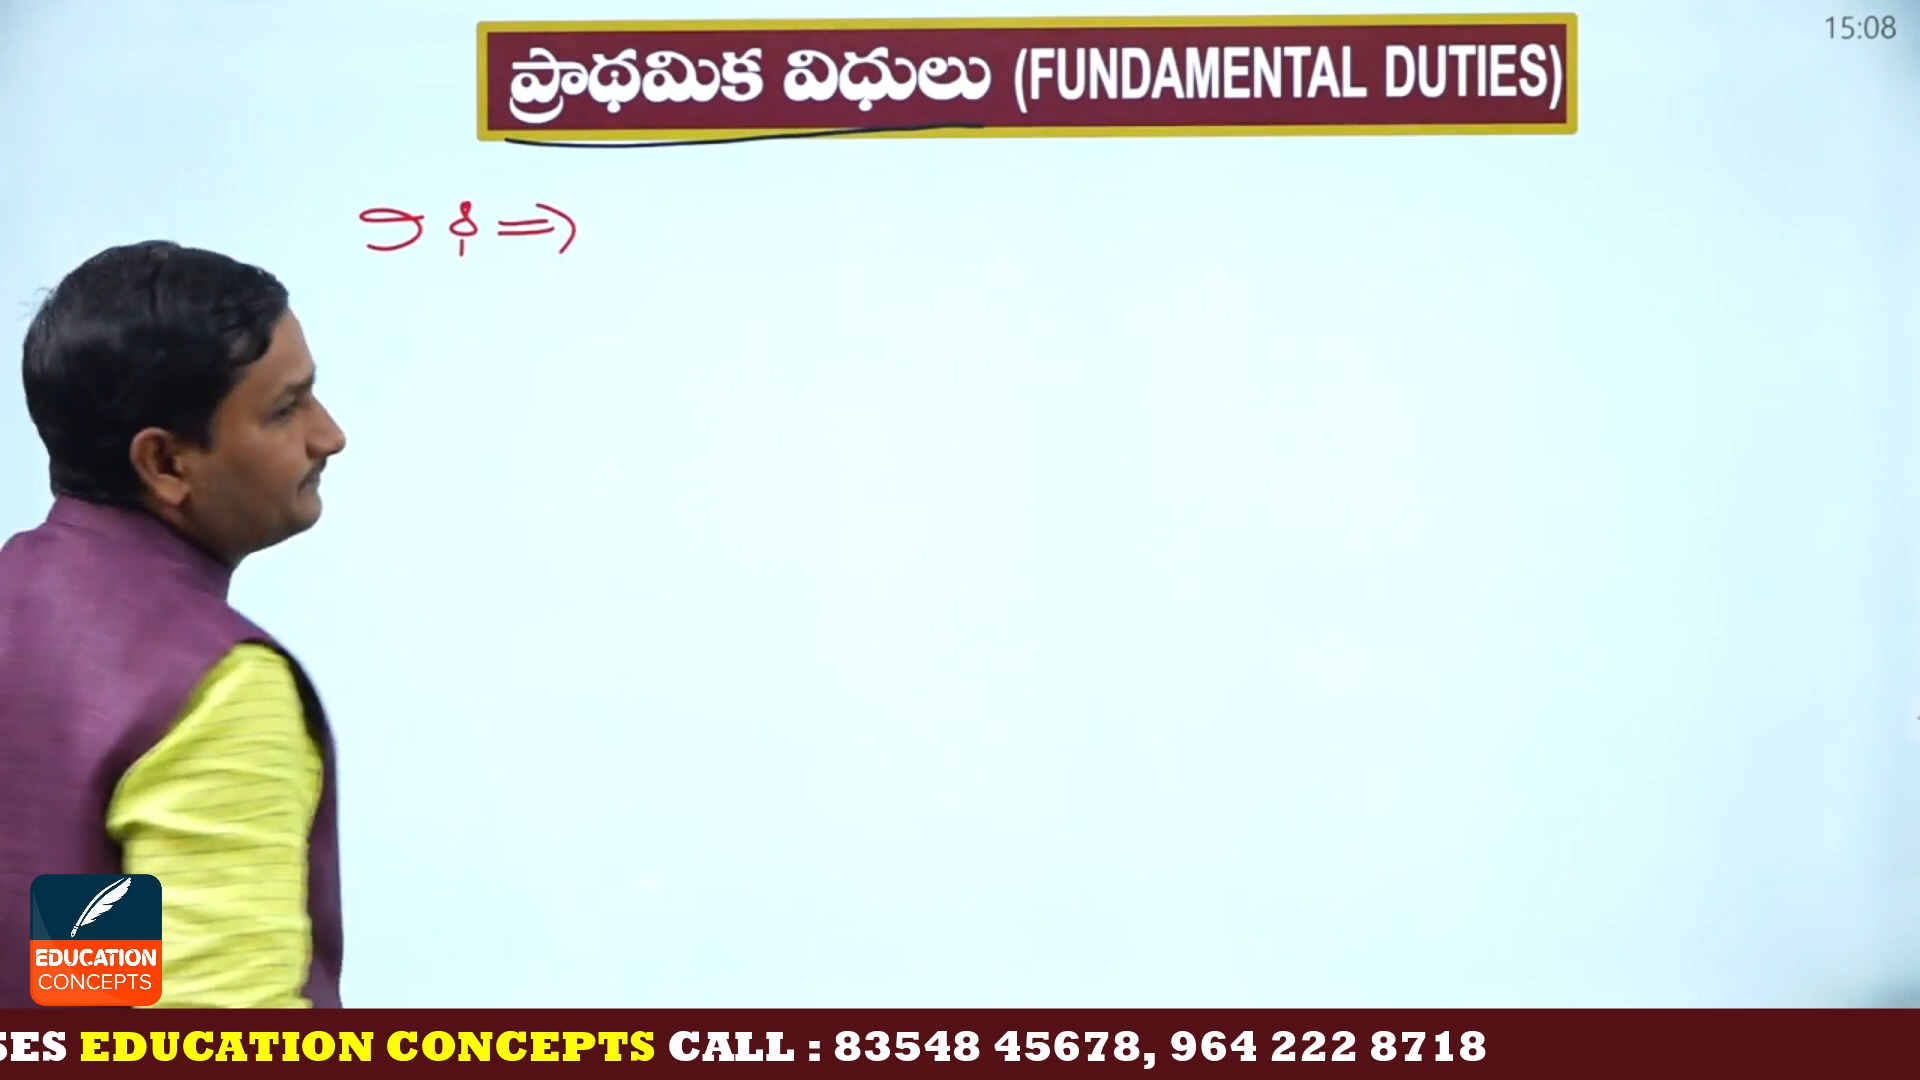 15:08
ప్రాథమిక విధులు (FUNDAMENTAL DUTIES)
EDUCATION
CONCEPTS
SES EDUCATION CONCEPTS CALL : 83548 45678, 964 222 8718